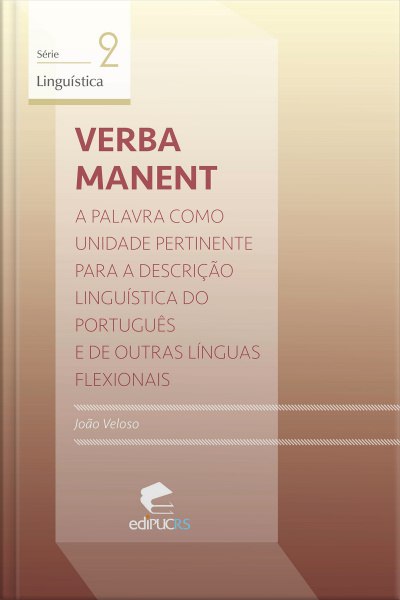 Série 2
Linguística
VERBA
MANENT
A PALAVRA COMO
UNIDADE PERTINENTE
PARA A DESCRIÇÃO
LINGUÍSTICA DO
PORTUGUÊS
E DE OUTRAS LÍNGUAS
FLEXIONAIS
João Veloso
edIPUCRS